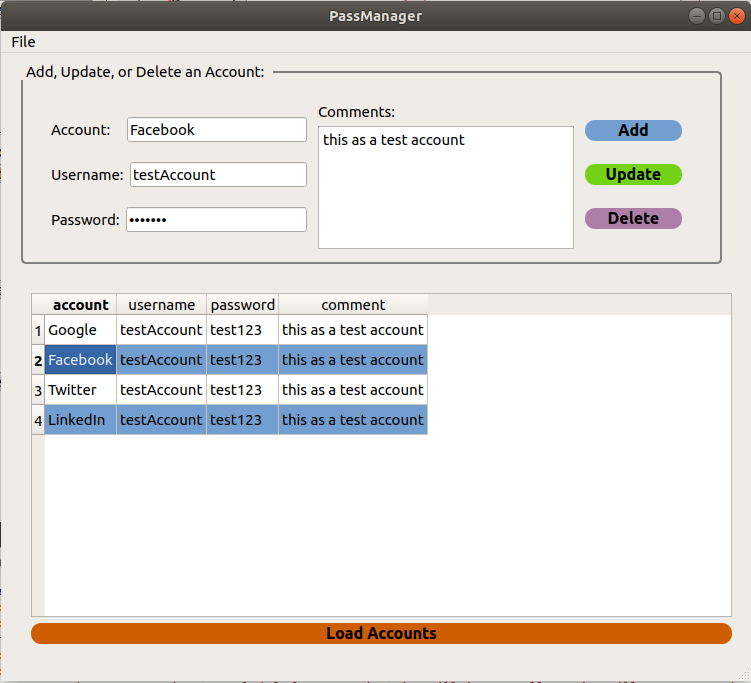 PassManager
File
Add, Update, or Delete an Account:
Account: Facebook
Username: testAccount
Password: •••••••
Comments:
this as a test account
Add
Update
Delete
account username password comment
1 Google testAccount test123 this as a test account
2 Facebook testAccount test123 this as a test account
3 Twitter testAccount test123 this as a test account
4 LinkedIn testAccount test123 this as a test account
Load Accounts